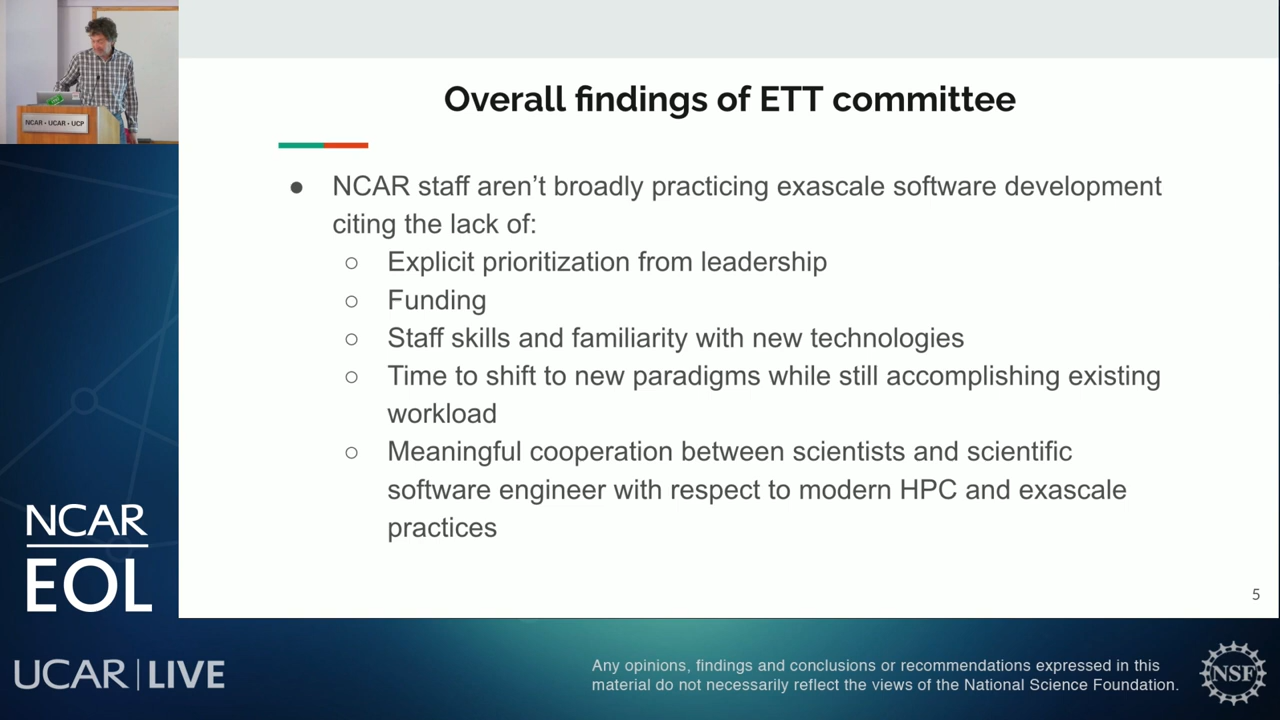 NCAR • UCAR • UCP
Overall findings of ETT committee
● NCAR staff aren’t broadly practicing exascale software development
citing the lack of:
○ Explicit prioritization from leadership
○ Funding
○ Staff skills and familiarity with new technologies
○ Time to shift to new paradigms while still accomplishing existing
workload
○ Meaningful cooperation between scientists and scientific
software engineer with respect to modern HPC and exascale
practices
5
NCAR
EOL
UCAR | LIVE
Any opinions, findings and conclusions or recommendations expressed in this
material do not necessarily reflect the views of the National Science Foundation.
NSF